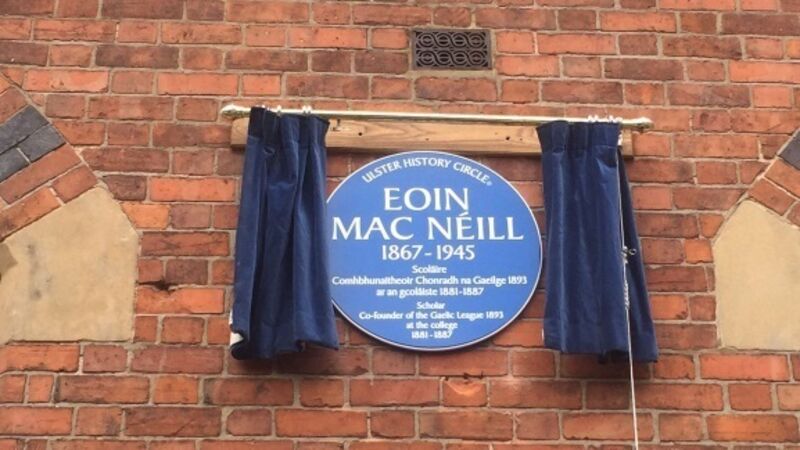 ULSTER HISTORY CIRCLE®
EOIN
MAC NÉILL
1867-1945
Scoláire
Comhbhunaitheoir Chonradh na Gaeilge 1893
ar an gcoláiste 1881-1887
Scholar
Co-founder of the Gaelic League 1893
at the college
1881-1887